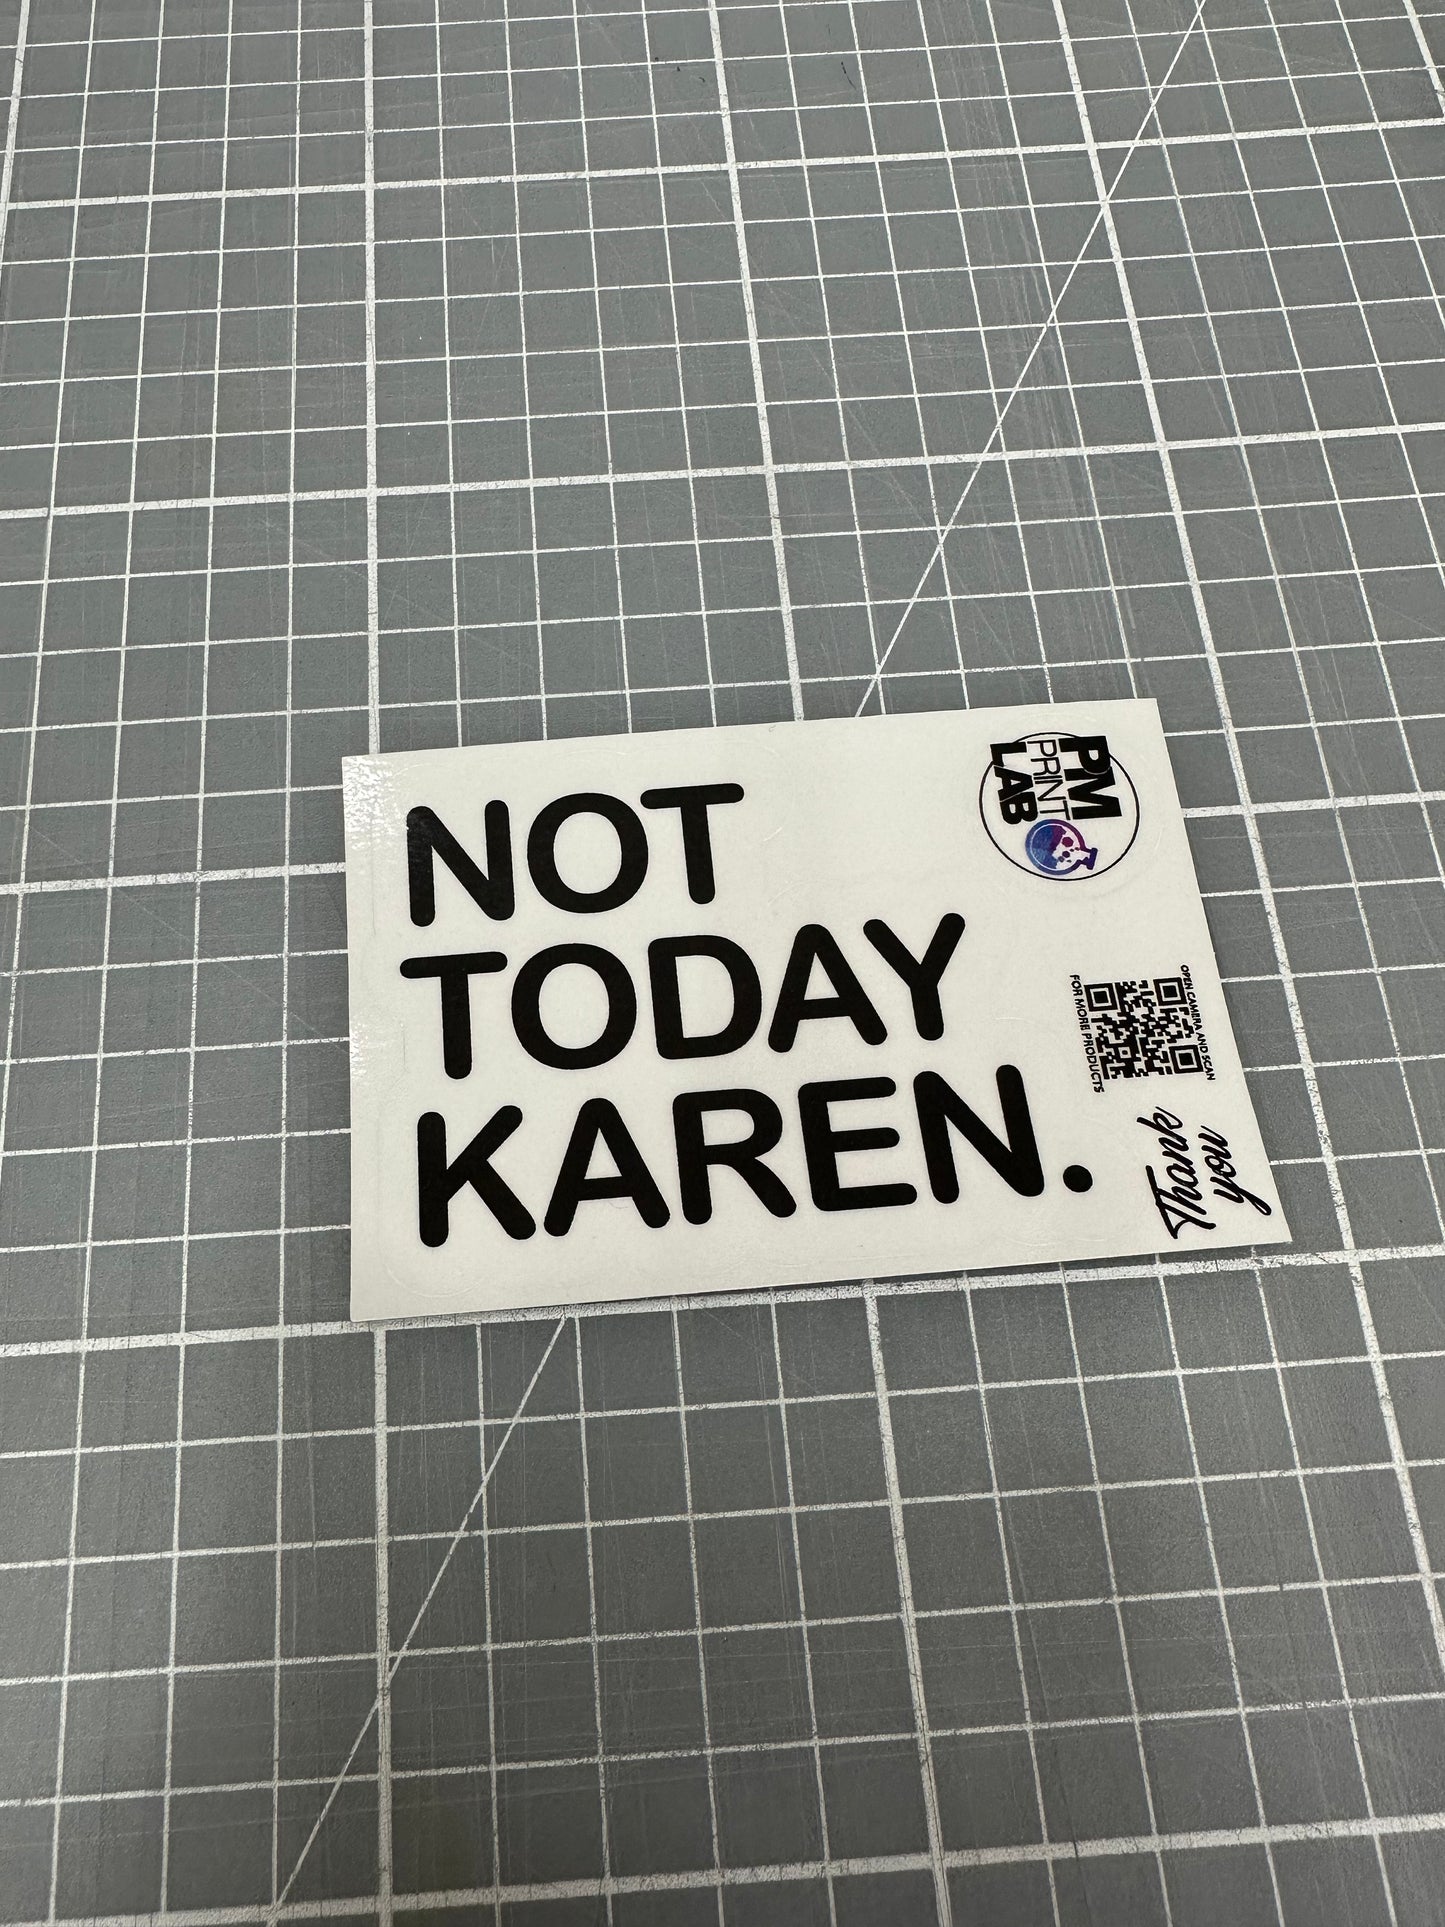 NOT
TODAY
KAREN.
PM
PRINT
LAB
OPEN CAMERA AND SCAN
FOR MORE PRODUCTS
Thank
you